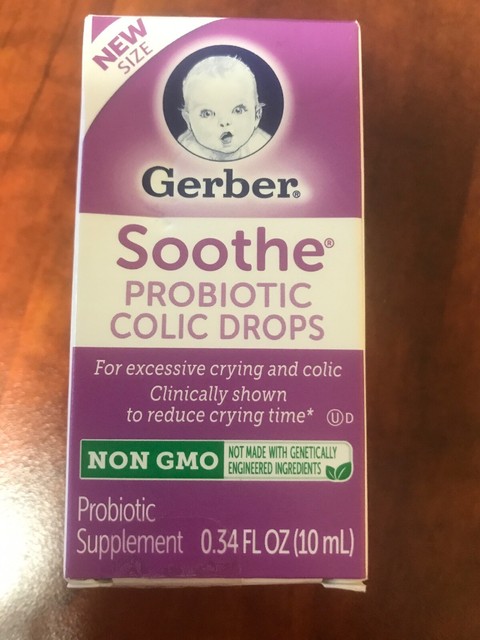 NEW
SIZE
Gerber®
Soothe®
PROBIOTIC
COLIC DROPS
For excessive crying and colic
Clinically shown
to reduce crying time* Ⓤ D
NON GMO
NOT MADE WITH GENETICALLY
ENGINEERED INGREDIENTS
Probiotic
Supplement 0.34 FL OZ (10 mL)